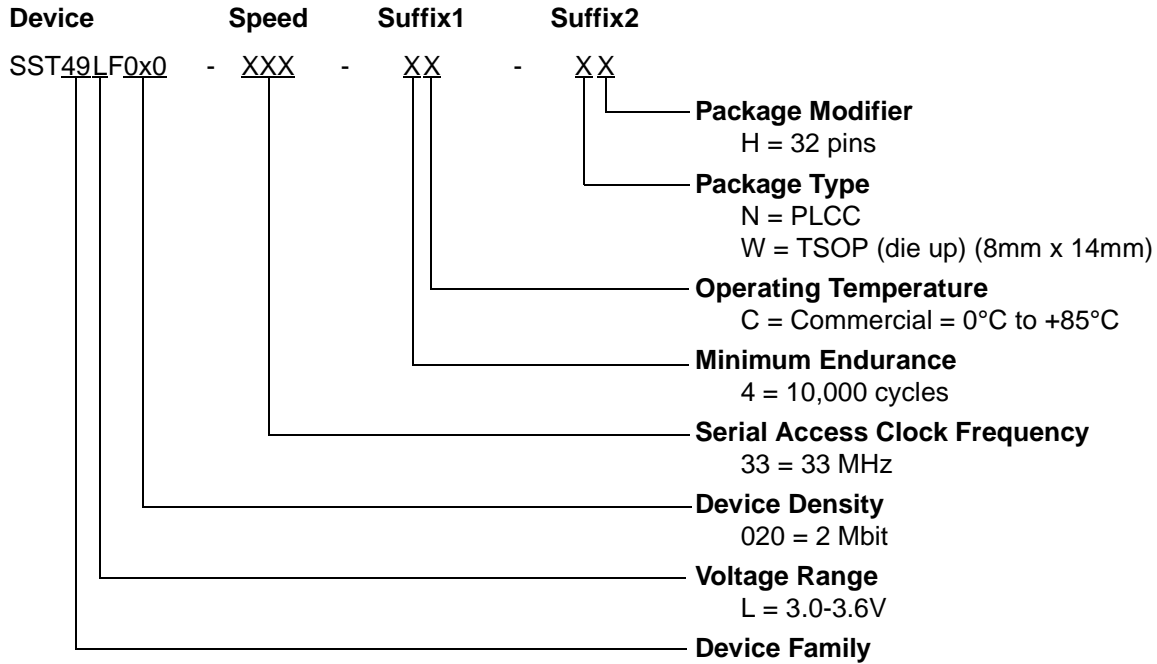 Device Speed Suffix1 Suffix2
SST49LF0x0 - XXX - XX - XX
Package Modifier
H = 32 pins
Package Type
N = PLCC
W = TSOP (die up) (8mm x 14mm)
Operating Temperature
C = Commercial = 0°C to +85°C
Minimum Endurance
4 = 10,000 cycles
Serial Access Clock Frequency
33 = 33 MHz
Device Density
020 = 2 Mbit
Voltage Range
L = 3.0-3.6V
Device Family